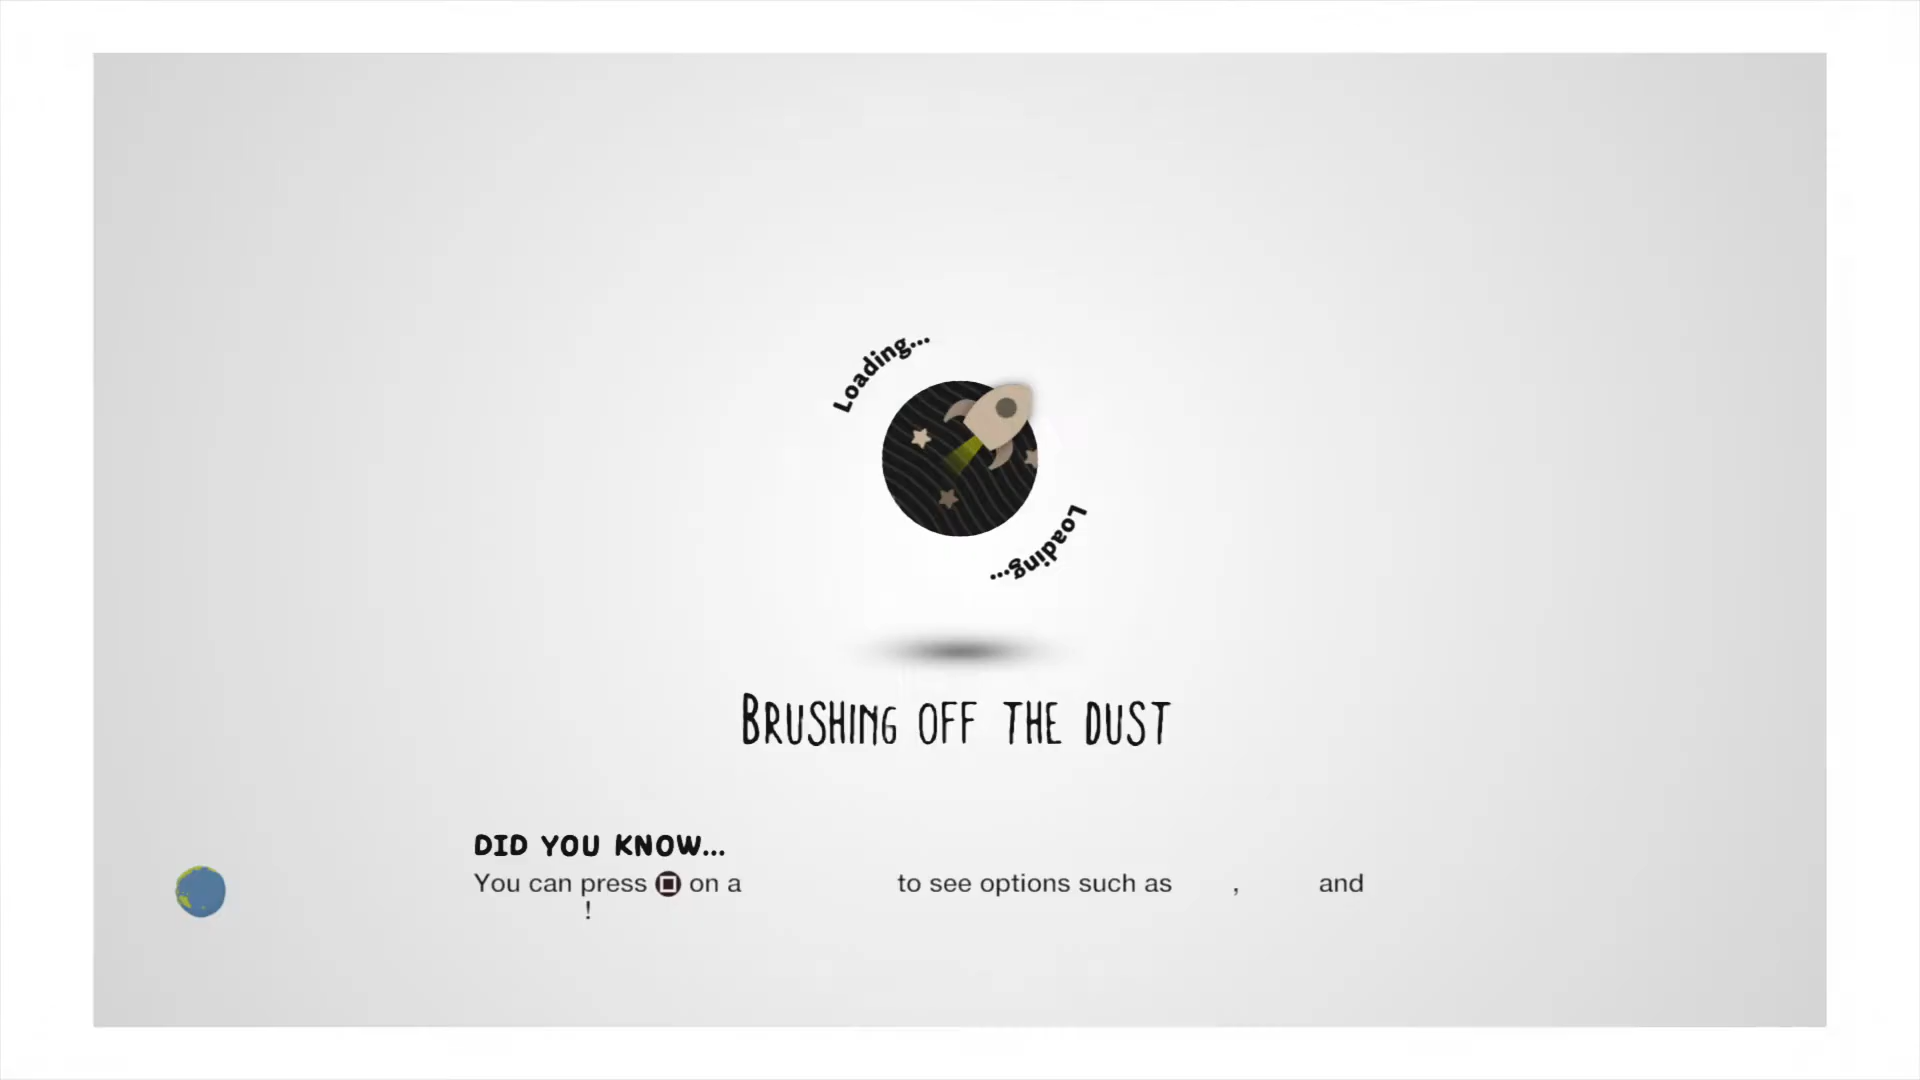 Loading...
Loading...
Brushing off the dust
DID YOU KNOW...
You can press on a to see options such as , and
!